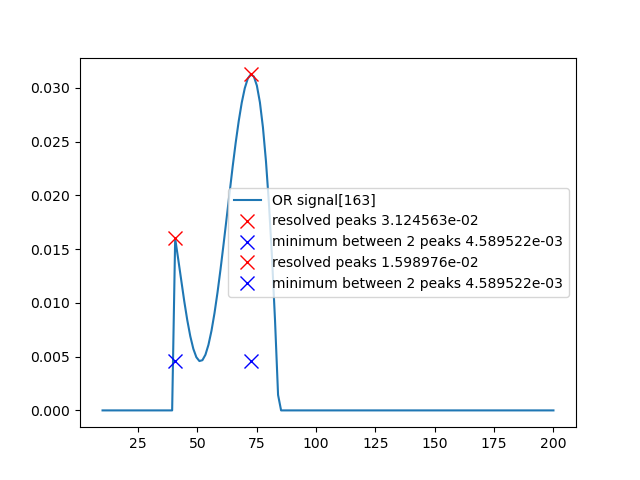 0.030
0.025
0.020
0.015
0.010
0.005
0.000
OR signal[163]
resolved peaks 3.124563e-02
minimum between 2 peaks 4.589522e-03
resolved peaks 1.598976e-02
minimum between 2 peaks 4.589522e-03
25 50 75 100 125 150 175 200